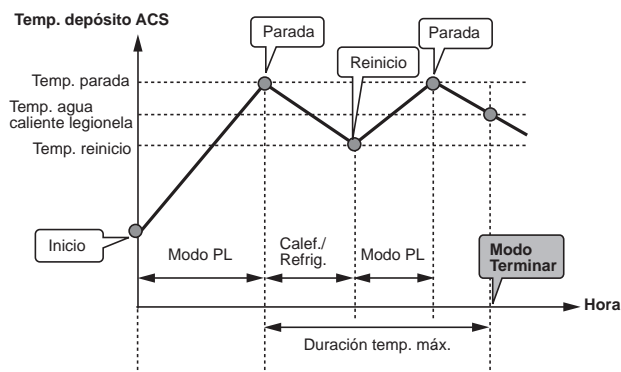 Temp. depósito ACS
Parada
Parada
Reinicio
Temp. parada
Temp. agua
caliente legionela
Temp. reinicio
Inicio
Modo PL
Calef./
Refrig.
Modo PL
Modo
Terminar
Hora
Duración temp. máx.